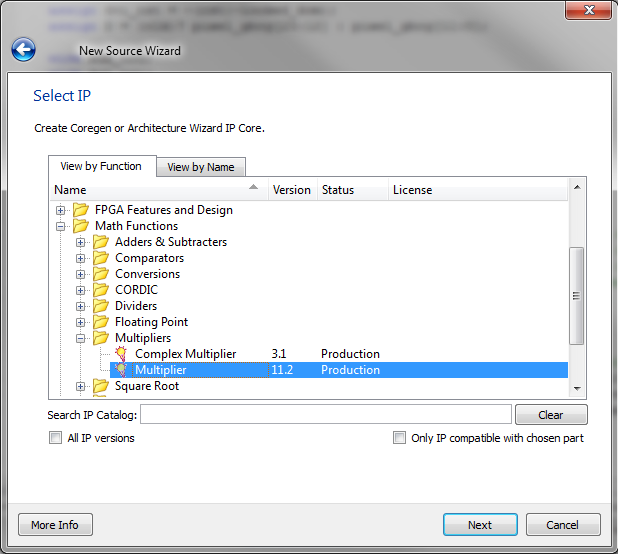 New Source Wizard
Select IP
Create Coregen or Architecture Wizard IP Core.
View by Function View by Name
Name Version Status License
FPGA Features and Design
Math Functions
Adders & Subtracters
Comparators
Conversions
CORDIC
Dividers
Floating Point
Multipliers
Complex Multiplier 3.1 Production
Multiplier 11.2 Production
Square Root
Search IP Catalog: Clear
All IP versions Only IP compatible with chosen part
More Info Next Cancel